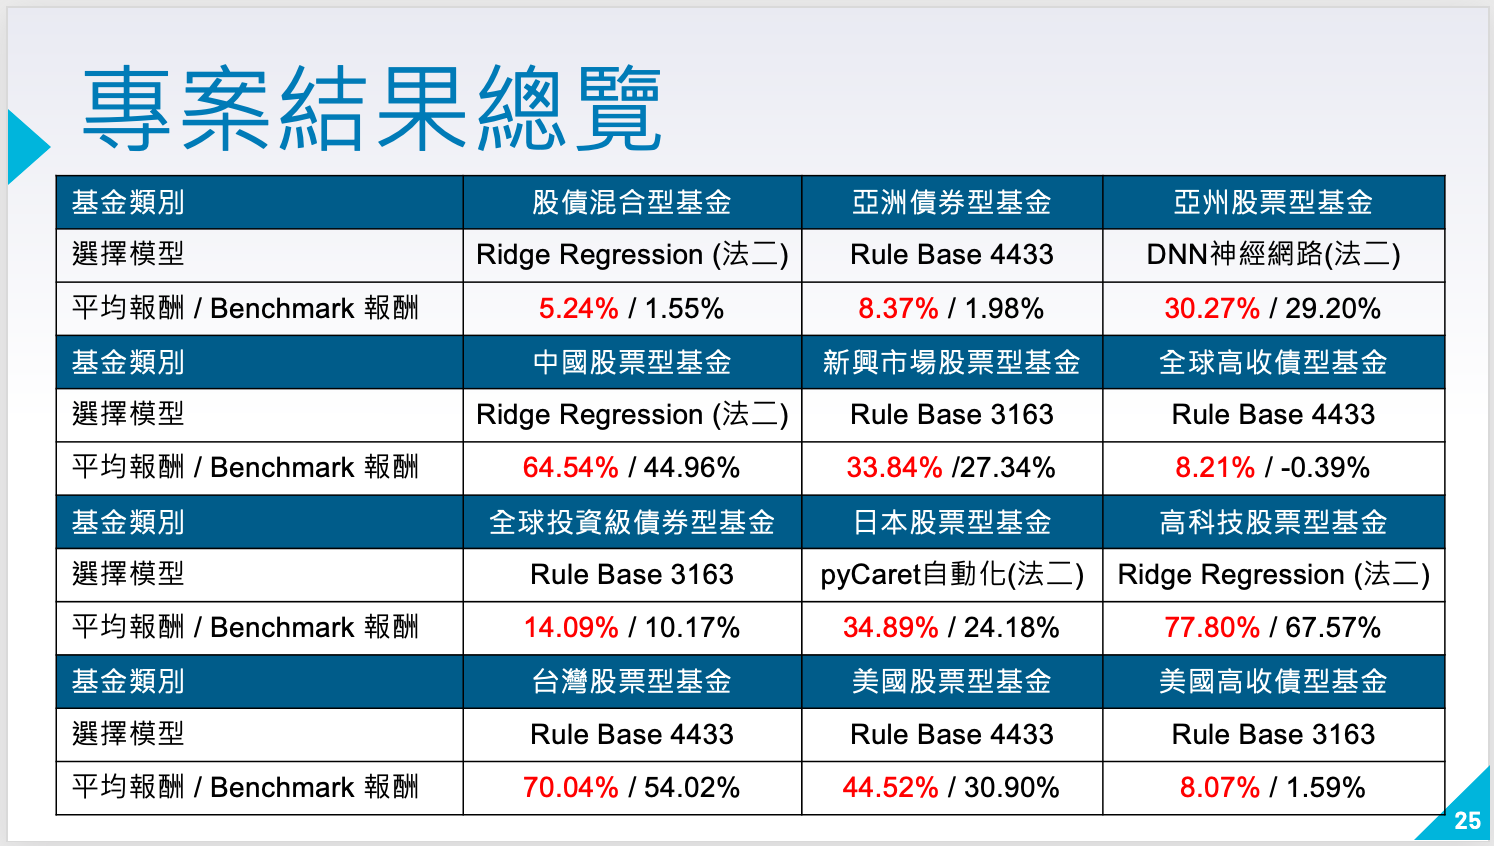 專案結果總覽
基金類別 股債混合型基金 亞洲債券型基金 亞州股票型基金
選擇模型 Ridge Regression (法二) Rule Base 4433 DNN神經網路(法二)
平均報酬 / Benchmark 報酬 5.24% / 1.55% 8.37% / 1.98% 30.27% / 29.20%
基金類別 中國股票型基金 新興市場股票型基金 全球高收債型基金
選擇模型 Ridge Regression (法二) Rule Base 3163 Rule Base 4433
平均報酬 / Benchmark 報酬 64.54% / 44.96% 33.84% /27.34% 8.21% / -0.39%
基金類別 全球投資級債券型基金 日本股票型基金 高科技股票型基金
選擇模型 Rule Base 3163 pyCaret自動化(法二) Ridge Regression (法二)
平均報酬 / Benchmark 報酬 14.09% / 10.17% 34.89% / 24.18% 77.80% / 67.57%
基金類別 台灣股票型基金 美國股票型基金 美國高收債型基金
選擇模型 Rule Base 4433 Rule Base 4433 Rule Base 3163
平均報酬 / Benchmark 報酬 70.04% / 54.02% 44.52% / 30.90% 8.07% / 1.59%
25